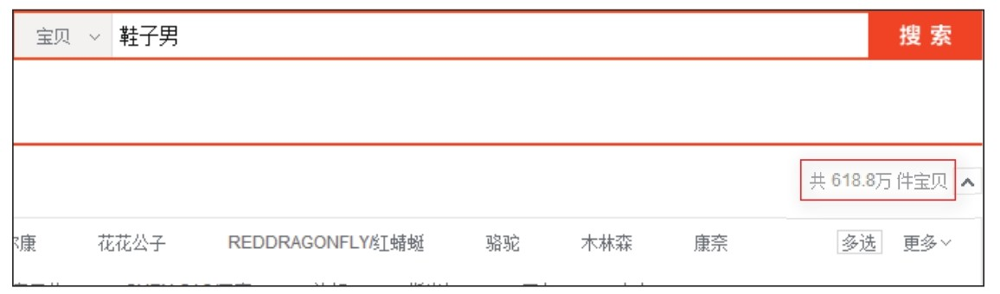 宝贝 鞋子男 搜索
共 618.8万 件宝贝
康 花花公子 REDDRAGONFLY/红蜻蜓 骆驼 木林森 康奈 多选 更多